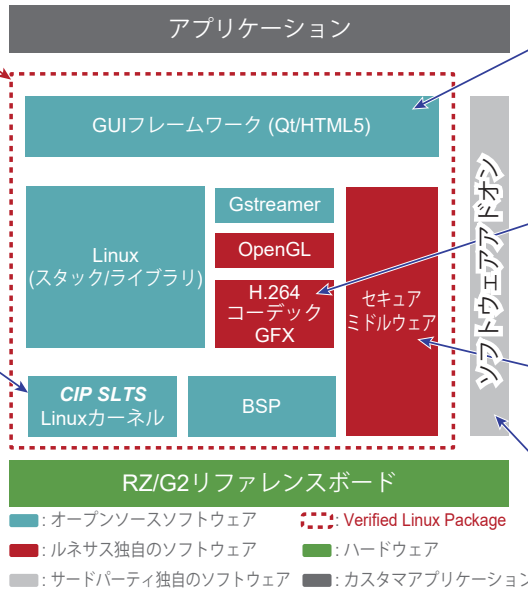 アプリケーション
GUIフレームワーク (Qt/HTML5)
Linux
(スタック/ライブラリ)
Gstreamer
OpenGL
H.264
コーデック
GFX
セキュア
ミドルウェア
ソフトウェアアドオン
CIP SLTS
Linuxカーネル
BSP
RZ/G2リファレンスボード
: オープンソースソフトウェア
: Verified Linux Package
: ルネサス独自のソフトウェア
: ハードウェア
: サードパーティ独自のソフトウェア
: カスタマアプリケーション